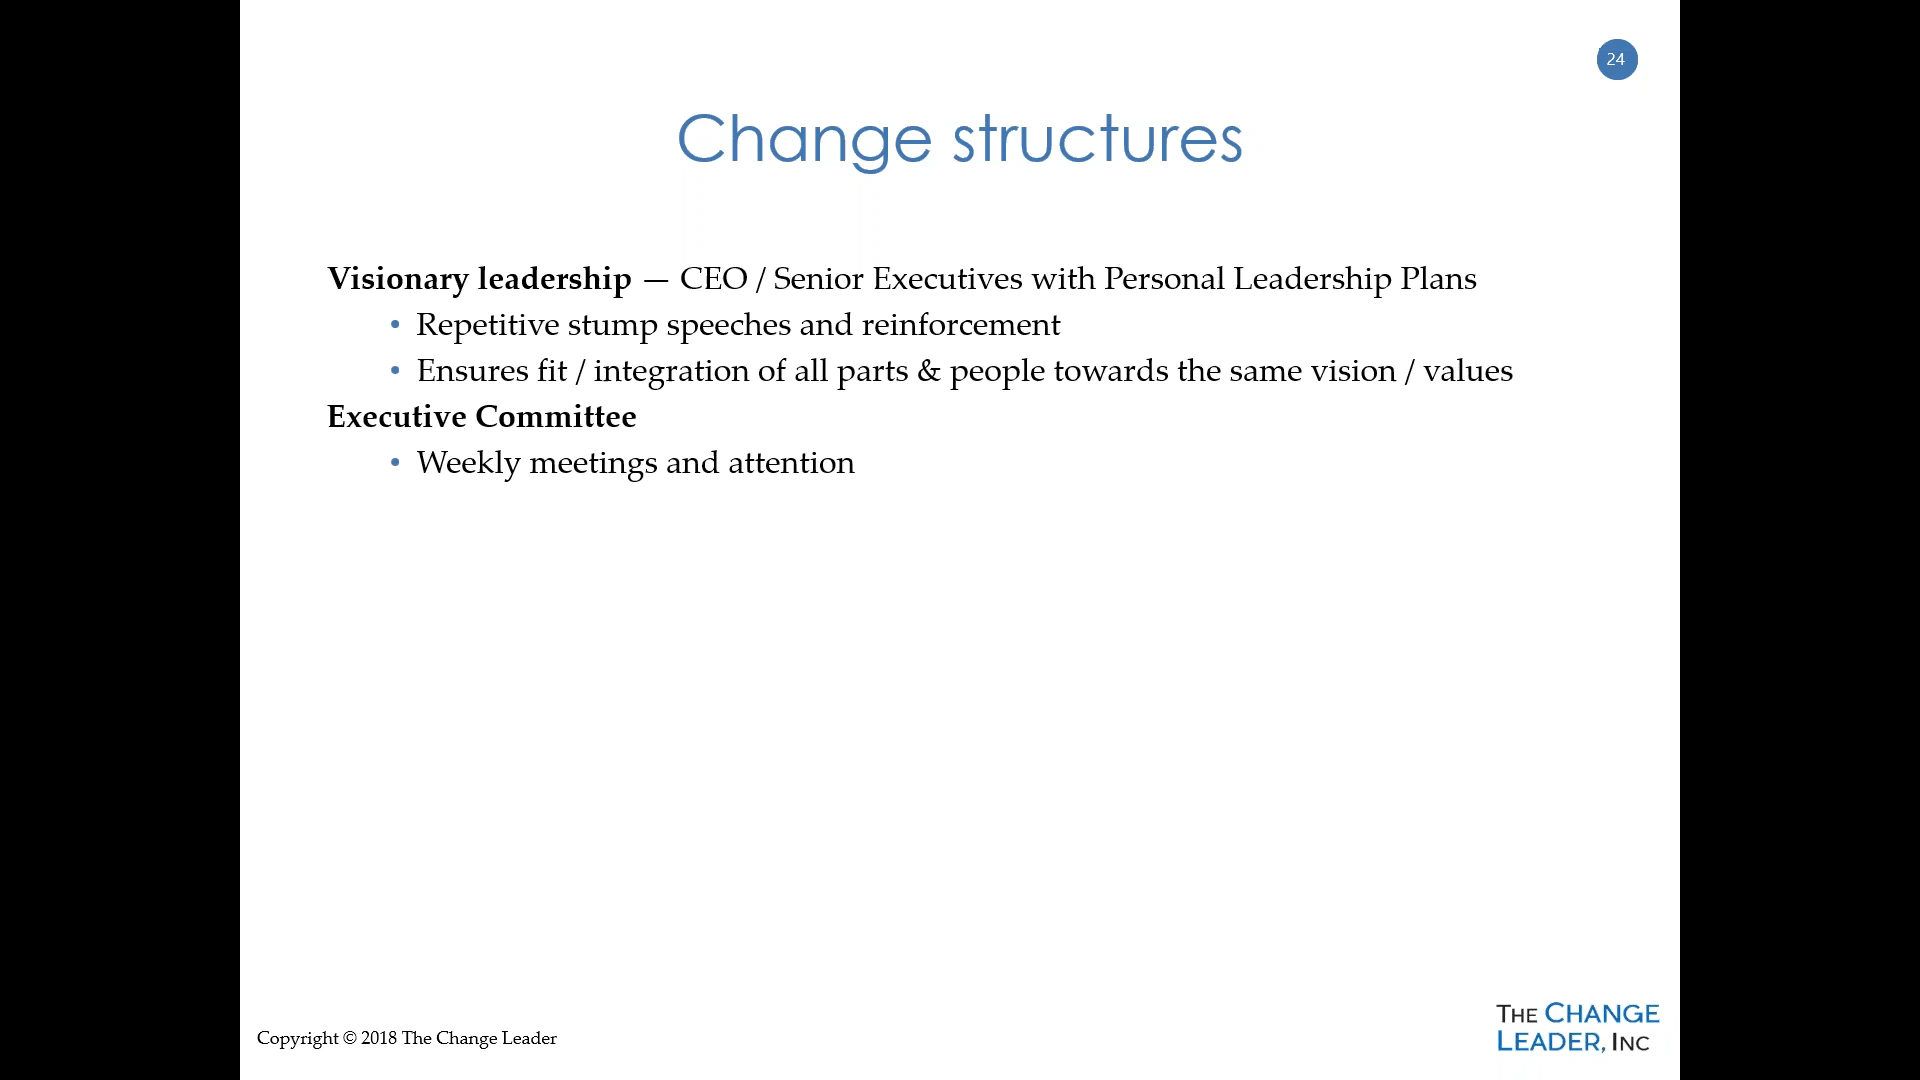 24
Change structures
Visionary leadership — CEO / Senior Executives with Personal Leadership Plans
• Repetitive stump speeches and reinforcement
• Ensures fit / integration of all parts & people towards the same vision / values
Executive Committee
• Weekly meetings and attention
Copyright © 2018 The Change Leader
THE CHANGE
LEADER, INC